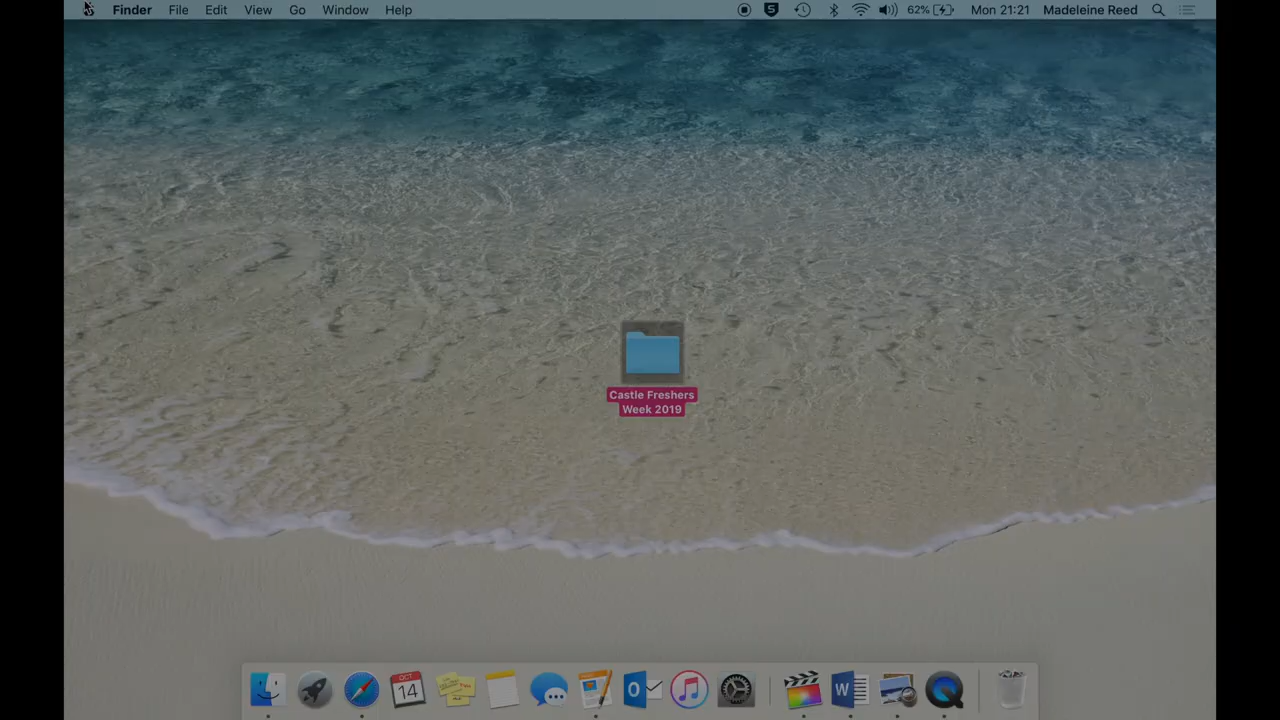 Finder File Edit View Go Window Help 62% Mon 21:21 Madeleine Reed
Castle Freshers
Week 2019
OCT
14